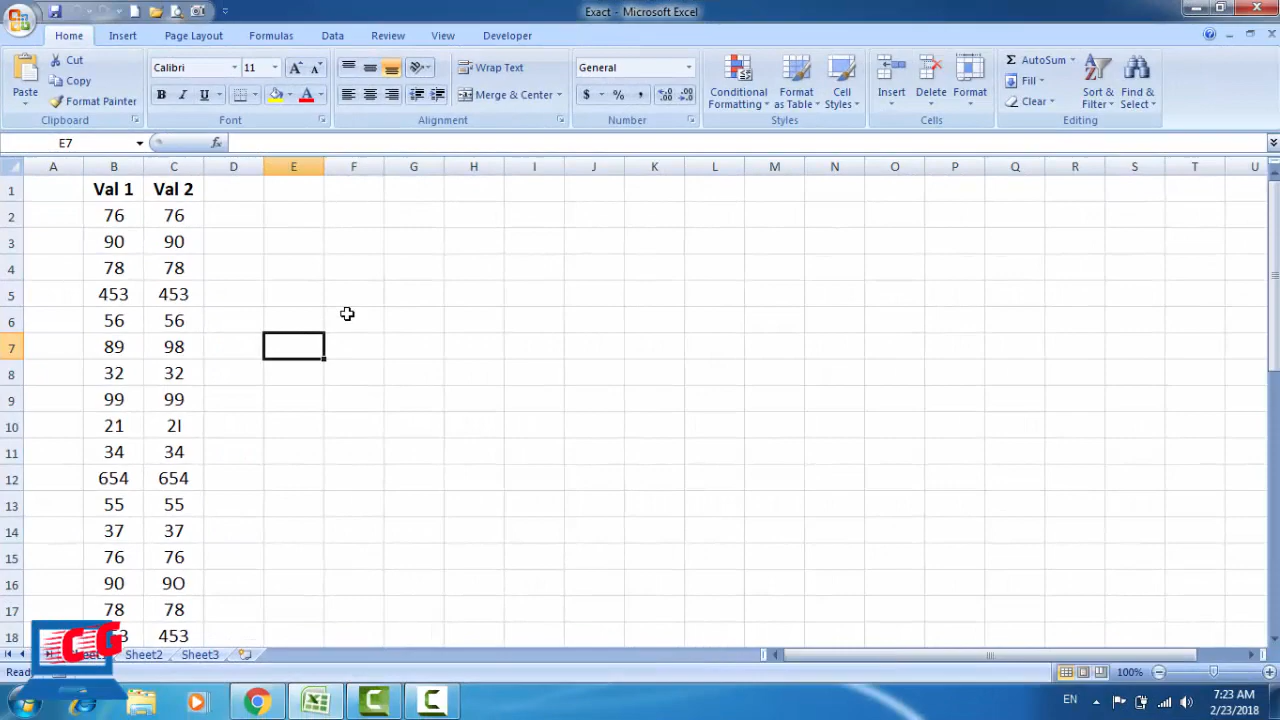 Exact - Microsoft Excel
Home Insert Page Layout Formulas Data Review View Developer
Paste
Cut
Copy
Format Painter
Clipboard
Calibri 11
B I U
Font
Wrap Text
Merge & Center
Alignment
General
$ % ,
Number
Conditional Formatting
Format as Table
Cell Styles
Styles
Insert
Delete
Format
Cells
AutoSum
Fill
Clear
Sort & Filter
Find & Select
Editing
E7 fx
A B C D E F G H I J K L M N O P Q R S T U
1 Val 1 Val 2
2 76 76
3 90 90
4 78 78
5 453 453
6 56 56
7 89 98
8 32 32
9 99 99
10 21 2I
11 34 34
12 654 654
13 55 55
14 37 37
15 76 76
16 90 9O
17 78 78
18 453
CG
Sheet2 Sheet3
Ready
100%
EN
7:23 AM
2/23/2018